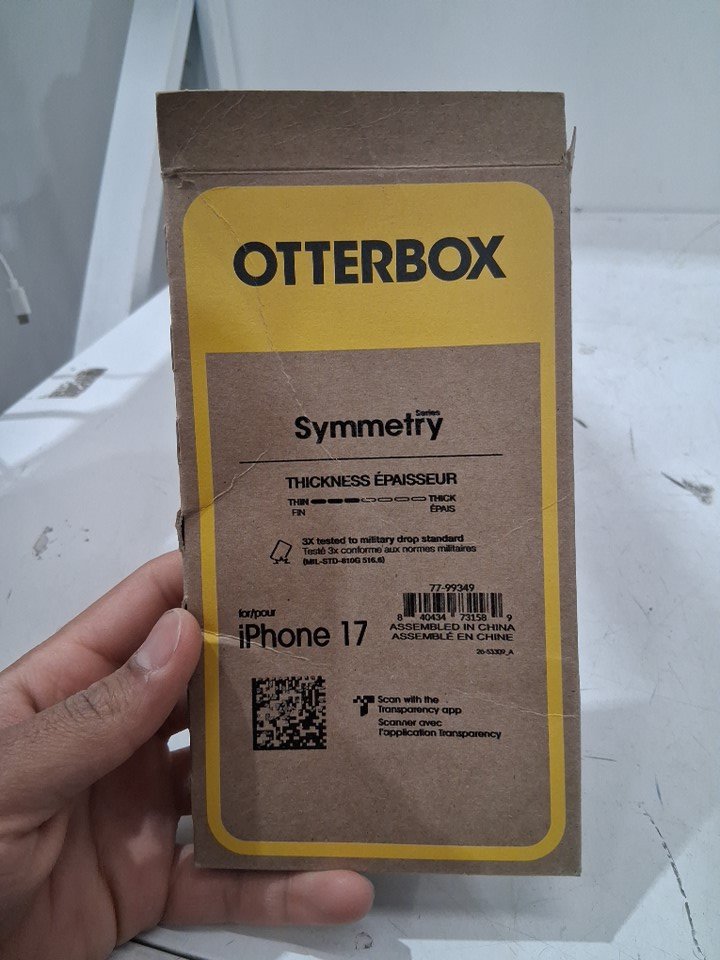 OTTERBOX
Symmetry Series
THICKNESS ÉPAISSEUR
THIN THICK
FIN ÉPAIS
3X tested to military drop standard
Testé 3x conforme aux normes militaires
(MIL-STD-810G 516.6)
77-99349
8 40434 73158 9
ASSEMBLED IN CHINA
ASSEMBLÉ EN CHINE
26-53309_A
for/pour
iPhone 17
Scan with the
Transparency app
Scanner avec
l'application Transparency